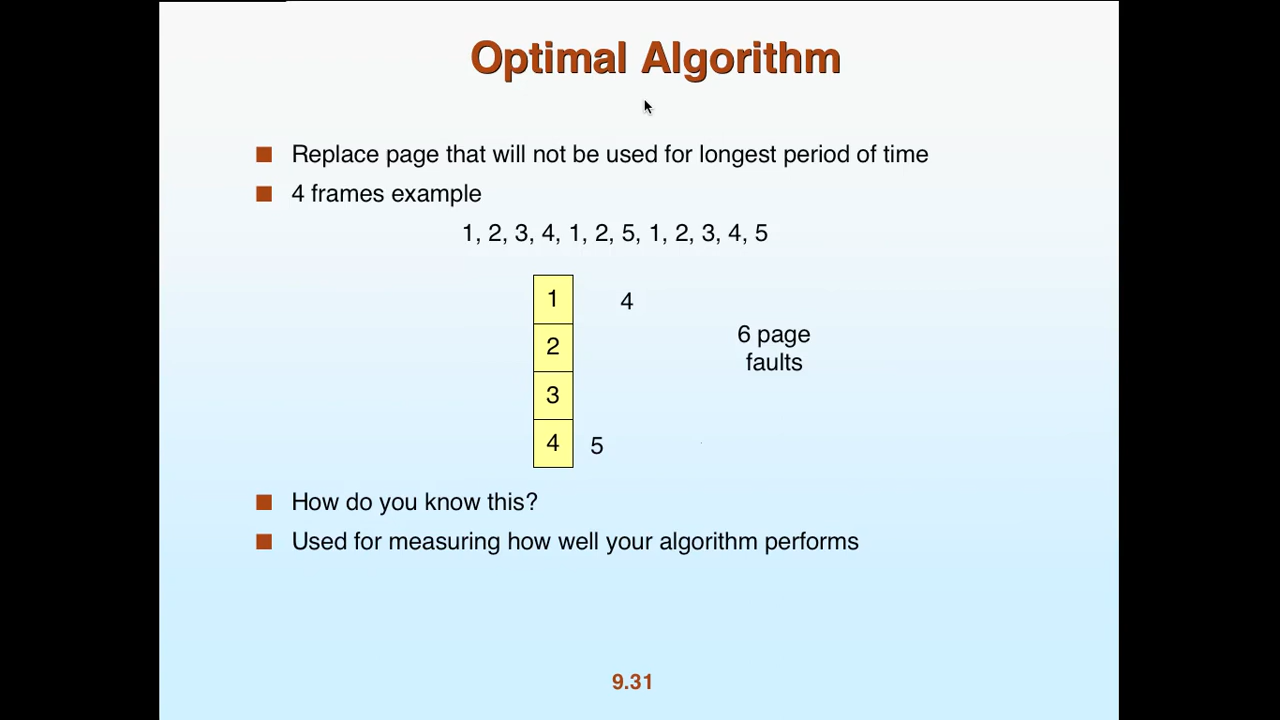 Optimal Algorithm
Replace page that will not be used for longest period of time
4 frames example
1, 2, 3, 4, 1, 2, 5, 1, 2, 3, 4, 5
1 4
2
3
4 5
6 page
faults
How do you know this?
Used for measuring how well your algorithm performs
9.31